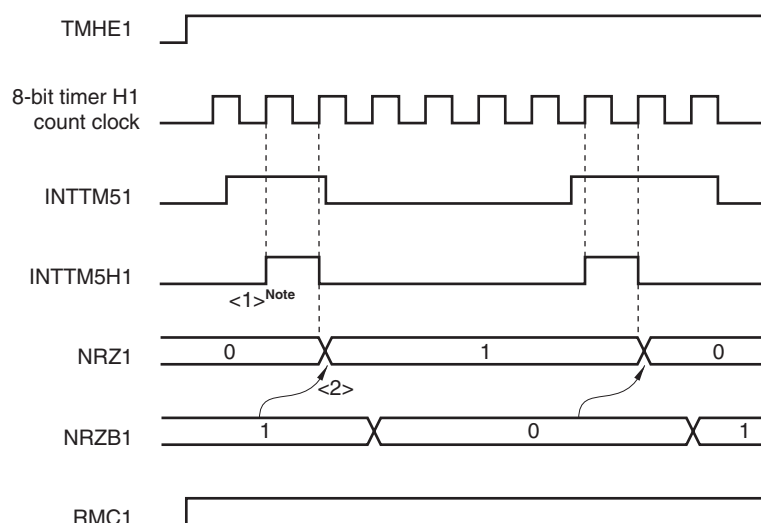 TMHE1
8-bit timer H1
count clock
INTTM51
INTTM5H1
<1>Note
NRZ1
0
1
0
<2>
NRZB1
1
0
1
RMC1